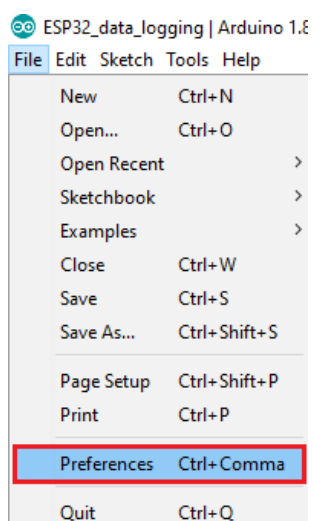 ESP32_data_logging | Arduino 1.8
File Edit Sketch Tools Help
New Ctrl+N
Open... Ctrl+O
Open Recent >
Sketchbook >
Examples >
Close Ctrl+W
Save Ctrl+S
Save As... Ctrl+Shift+S
Page Setup Ctrl+Shift+P
Print Ctrl+P
Preferences Ctrl+Comma
Quit Ctrl+Q